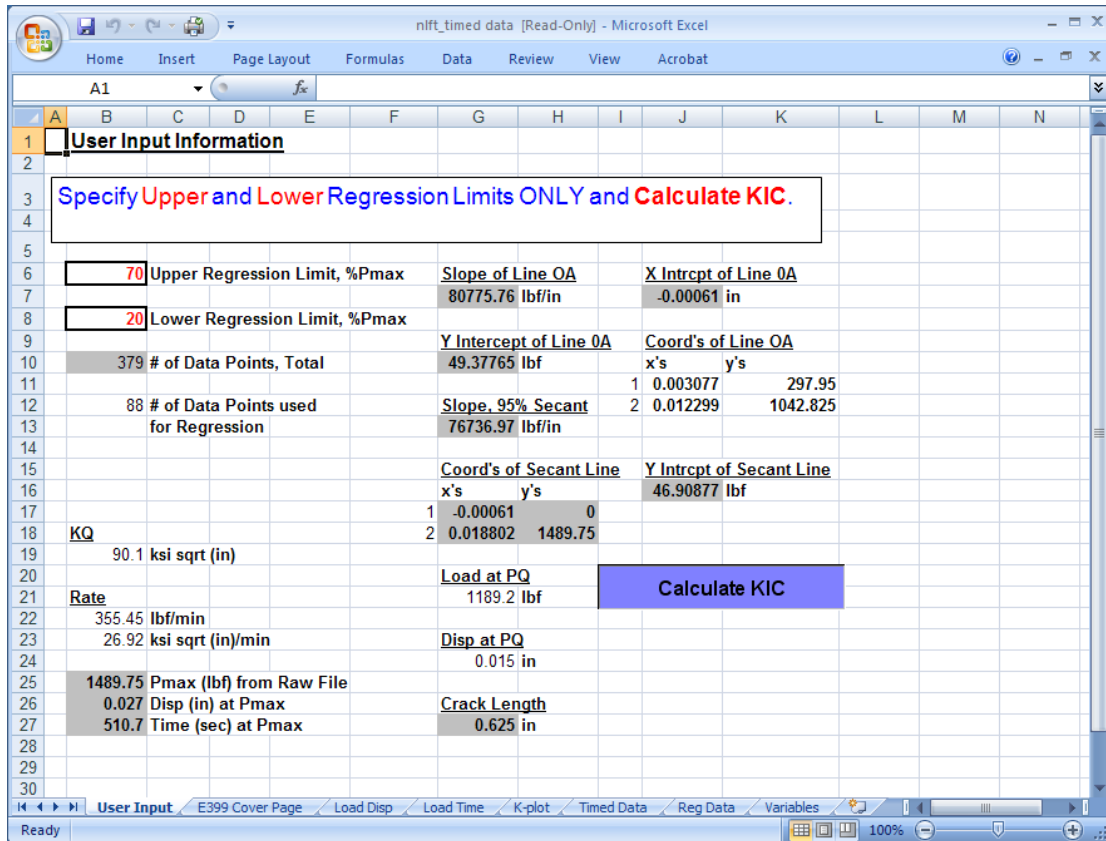 nlft_timed data [Read-Only] - Microsoft Excel
Home Insert Page Layout Formulas Data Review View Acrobat
A1 fx
A B C D E F G H I J K L M N
1 User Input Information
2
3 Specify Upper and Lower Regression Limits ONLY and Calculate KIC.
4
5
6 70 Upper Regression Limit, %Pmax Slope of Line OA X Intrcpt of Line 0A
7 80775.76 lbf/in -0.00061 in
8 20 Lower Regression Limit, %Pmax
9 Y Intercept of Line 0A Coord's of Line OA
10 379 # of Data Points, Total 49.37765 lbf x's y's
11 1 0.003077 297.95
12 88 # of Data Points used Slope, 95% Secant 2 0.012299 1042.825
13 for Regression 76736.97 lbf/in
14
15 Coord's of Secant Line Y Intrcpt of Secant Line
16 x's y's 46.90877 lbf
17 1 -0.00061 0
18 KQ 2 0.018802 1489.75
19 90.1 ksi sqrt (in)
20 Load at PQ Calculate KIC
21 Rate 1189.2 lbf
22 355.45 lbf/min
23 26.92 ksi sqrt (in)/min Disp at PQ
24 0.015 in
25 1489.75 Pmax (lbf) from Raw File
26 0.027 Disp (in) at Pmax Crack Length
27 510.7 Time (sec) at Pmax 0.625 in
28
29
30
User Input E399 Cover Page Load Disp Load Time K-plot Timed Data Reg Data Variables
Ready 100%